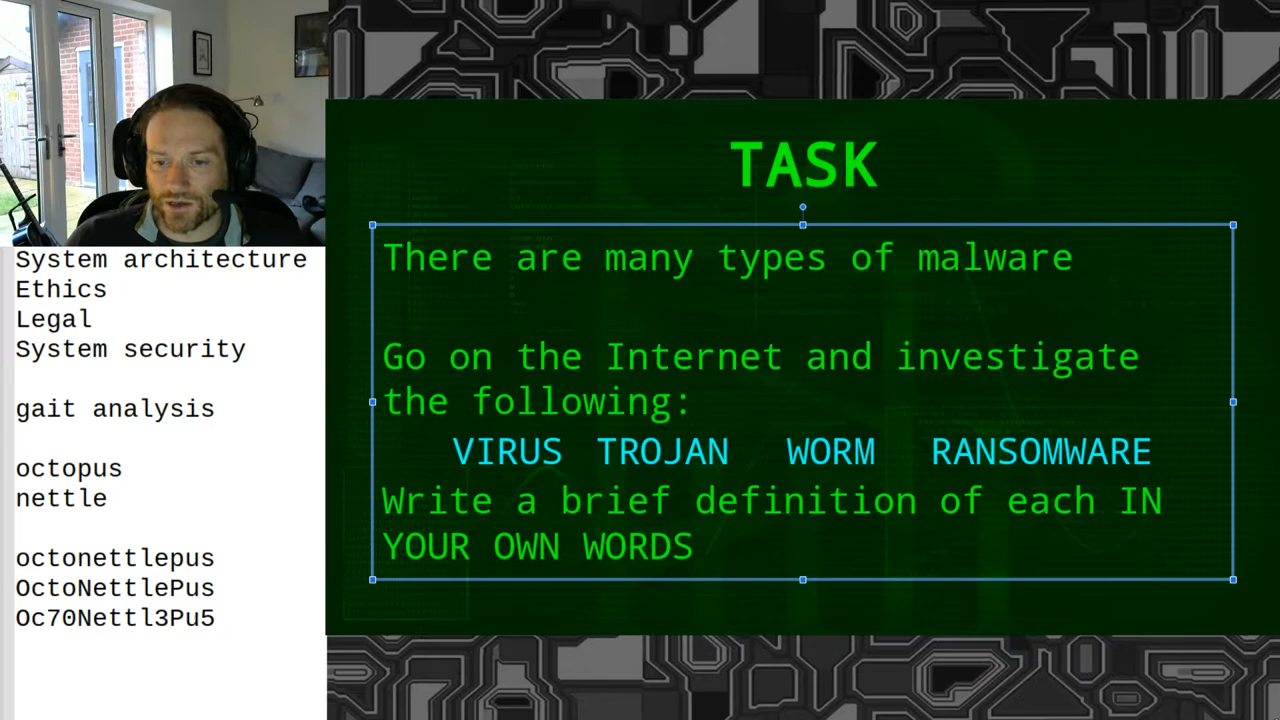 System architecture
Ethics
Legal
System security
gait analysis
octopus
nettle
octonettlepus
OctoNettlePus
Oc70Nettl3Pu5
TASK
There are many types of malware
Go on the Internet and investigate
the following:
VIRUS TROJAN WORM RANSOMWARE
Write a brief definition of each IN
YOUR OWN WORDS